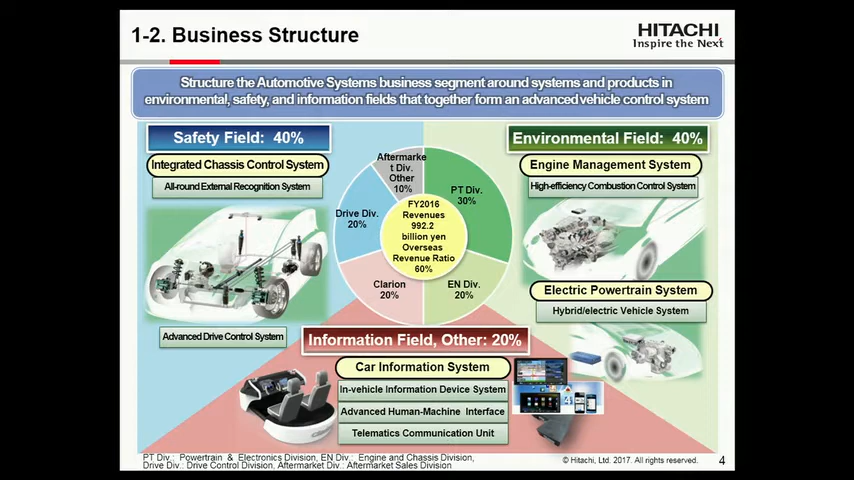 1-2. Business Structure
HITACHI
Inspire the Next
Structure the Automotive Systems business segment around systems and products in
environmental, safety, and information fields that together form an advanced vehicle control system
Safety Field: 40%
Integrated Chassis Control System
All-round External Recognition System
Advanced Drive Control System
Aftermarke
t Div.
Other
10%
PT Div.
30%
Drive Div.
20%
FY2016
Revenues
992.2
billion yen
Overseas
Revenue Ratio
60%
Clarion
20%
EN Div.
20%
Environmental Field: 40%
Engine Management System
High-efficiency Combustion Control System
Electric Powertrain System
Hybrid/electric Vehicle System
Information Field, Other: 20%
Car Information System
In-vehicle Information Device System
Advanced Human-Machine Interface
Telematics Communication Unit
PT Div.: Powertrain & Electronics Division, EN Div.: Engine and Chassis Division,
Drive Div.: Drive Control Division, Aftermarket Div.: Aftermarket Sales Division
© Hitachi, Ltd. 2017. All rights reserved.
4